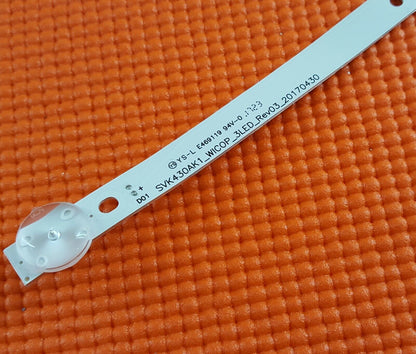 YS-L E469119 94V-0 1723
SVK430AK1_WICOP_3LED_Rev03_20170430
+
D01